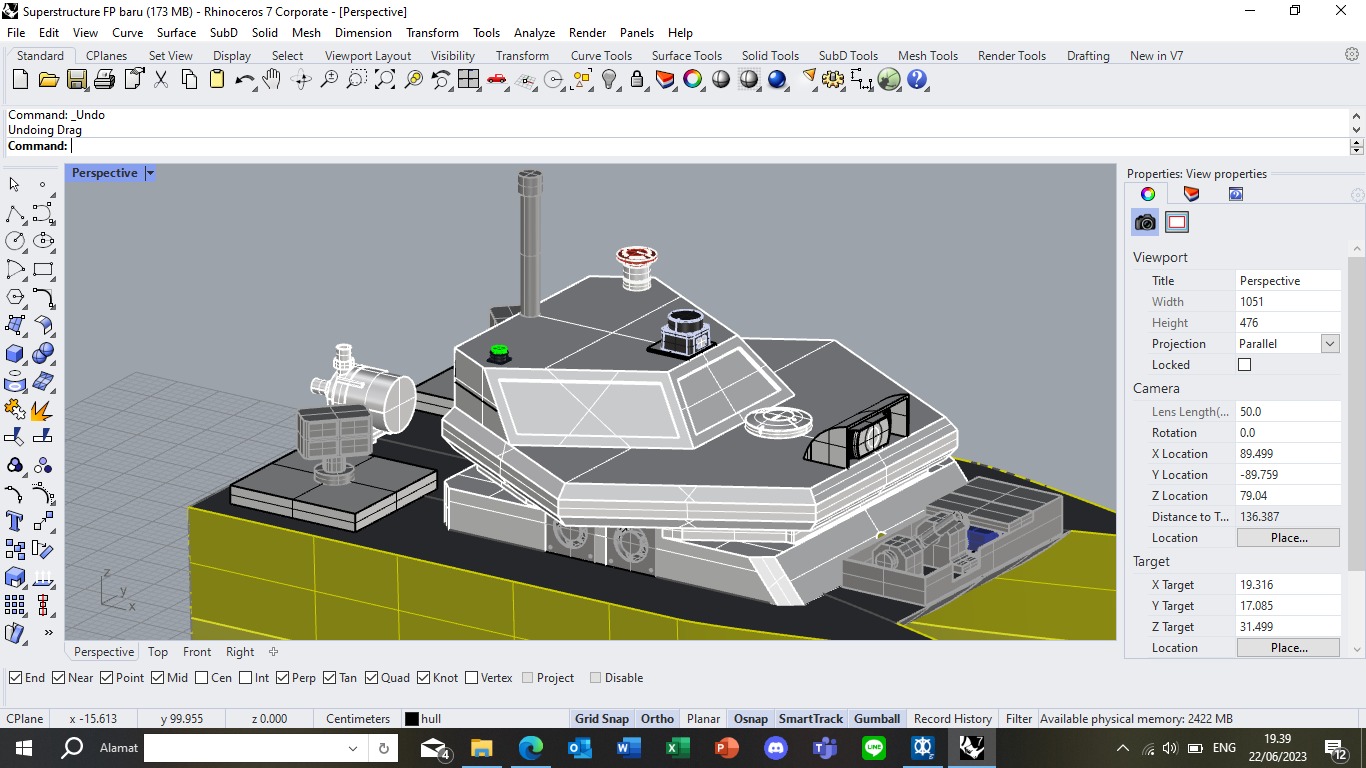 Superstructure FP baru (173 MB) - Rhinoceros 7 Corporate - [Perspective]
File Edit View Curve Surface SubD Solid Mesh Dimension Transform Tools Analyze Render Panels Help
Standard CPlanes Set View Display Select Viewport Layout Visibility Transform Curve Tools Surface Tools Solid Tools SubD Tools Mesh Tools Render Tools Drafting New in V7
Command: _Undo
Undoing Drag
Command:
Perspective
Properties: View properties
Viewport
Title Perspective
Width 1051
Height 476
Projection Parallel
Locked
Camera
Lens Length(... 50.0
Rotation 0.0
X Location 89.499
Y Location -89.759
Z Location 79.04
Distance to T... 136.387
Location Place...
Target
X Target 19.316
Y Target 17.085
Z Target 31.499
Location Place...
z
y
x
Perspective Top Front Right
End Near Point Mid Cen Int Perp Tan Quad Knot Vertex Project Disable
CPlane x -15.613 y 99.955 z 0.000 Centimeters hull Grid Snap Ortho Planar Osnap SmartTrack Gumball Record History Filter Available physical memory: 2422 MB
Alamat 4 ENG 19.39
22/06/2023 12